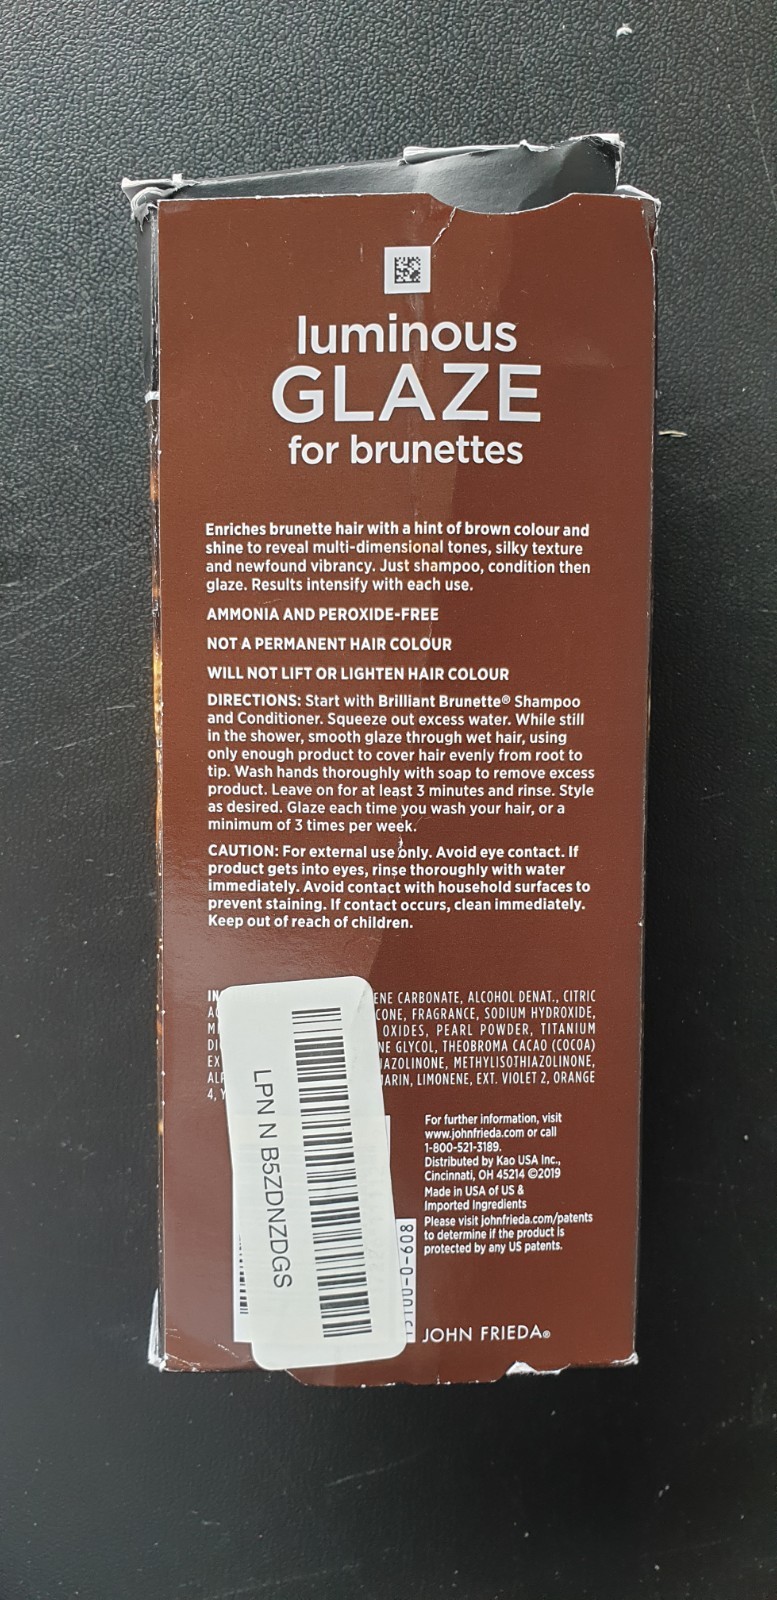 luminous
GLAZE
for brunettes
Enriches brunette hair with a hint of brown colour and
shine to reveal multi-dimensional tones, silky texture
and newfound vibrancy. Just shampoo, condition then
glaze. Results intensify with each use.
AMMONIA AND PEROXIDE-FREE
NOT A PERMANENT HAIR COLOUR
WILL NOT LIFT OR LIGHTEN HAIR COLOUR
DIRECTIONS: Start with Brilliant Brunette® Shampoo
and Conditioner. Squeeze out excess water. While still
in the shower, smooth glaze through wet hair, using
only enough product to cover hair evenly from root to
tip. Wash hands thoroughly with soap to remove excess
product. Leave on for at least 3 minutes and rinse. Style
as desired. Glaze each time you wash your hair, or a
minimum of 3 times per week.
CAUTION: For external use only. Avoid eye contact. If
product gets into eyes, rinse thoroughly with water
immediately. Avoid contact with household surfaces to
prevent staining. If contact occurs, clean immediately.
Keep out of reach of children.
CARBONATE, ALCOHOL DENAT., CITRIC
FRAGRANCE, SODIUM HYDROXIDE,
OXIDES, PEARL POWDER, TITANIUM
GLYCOL, THEOBROMA CACAO (COCOA)
METHYLISOTHIAZOLINONE,
LIMONENE, EXT. VIOLET 2, ORANGE
4,
For further information, visit
www.johnfrieda.com or call
1-800-521-3189.
Distributed by Kao USA Inc.,
Cincinnati, OH 45214 ©2019
Made in USA of US &
Imported Ingredients
Please visit johnfrieda.com/patents
to determine if the product is
protected by any US patents.
LPN N B5ZDNZDGS
JOHN FRIEDA®